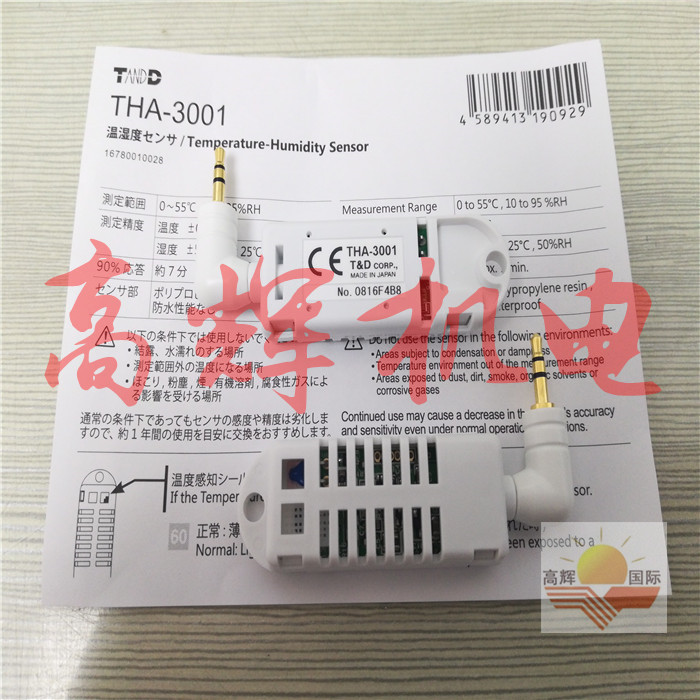 TANDD
THA-3001
温湿度センサ / Temperature-Humidity Sensor
16780010028
4 589413 190929
測定範囲 0~55℃ 5%RH
測定精度 温度
湿度 25℃
90% 応答 約 7 分
センサ部 ポリプロ
防水性能な
Measurement Range 0 to 55℃ , 10 to 95 %RH
25℃ , 50%RH
min.
ypropylene resin ,
terproof
CE THA-3001
T&D CORP.,
MADE IN JAPAN
No. 0816F4B8
高辉机电
以下の条件下では使用しないで
・結露、水濡れのする場所
・測定範囲外の温度になる場所
・ほこり , 粉塵 , 煙 , 有機溶剤 , 腐食性ガスによ
る影響を受ける場所
Do not use the sensor in the following environments:
•Areas subject to condensation or dampness
•Temperature environment out of the measurement range
•Areas exposed to dust, dirt, smoke, organic solvents or
corrosive gases
通常の条件下であってもセンサの感度や精度は劣化しま
すので、約 1 年間の使用を目安に交換をおすすめします。
Continued use may cause a decrease in the 's accuracy
and sensitivity even under normal operation conditions.
温度感知シール
If the Temperature
sensor.
60 正常 : 薄
Normal: Lig
been exposed to a
高辉 国际